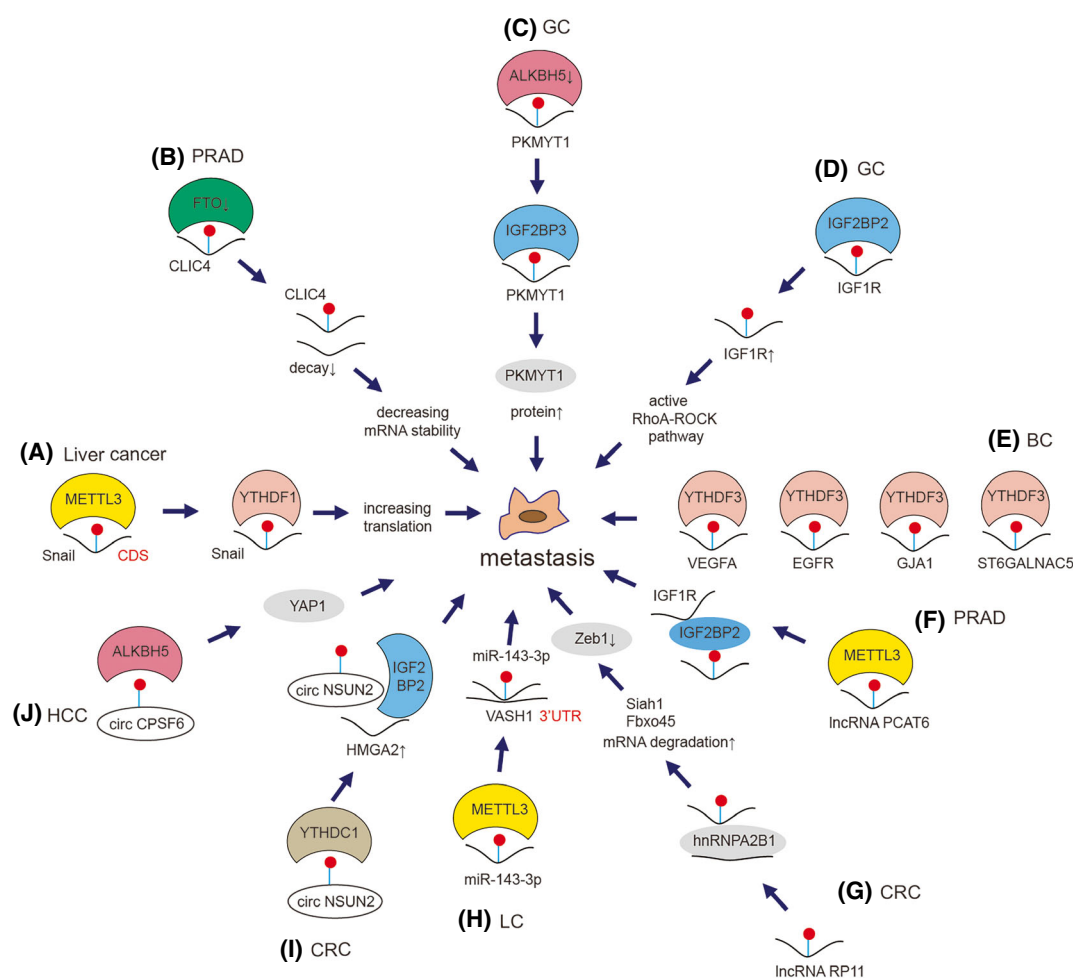 (C) GC
ALKBH5↓
PKMYT1
IGF2BP3
PKMYT1
PKMYT1
protein↑
(B) PRAD
FTO↓
CLIC4
CLIC4
decay↓
decreasing
mRNA stability
(D) GC
IGF2BP2
IGF1R
IGF1R↑
active
RhoA-ROCK
pathway
(A) Liver cancer
METTL3
Snail CDS
YTHDF1
Snail
increasing
translation
metastasis
(E) BC
YTHDF3 YTHDF3 YTHDF3 YTHDF3
VEGFA EGFR GJA1 ST6GALNAC5
(F) PRAD
METTL3
lncRNA PCAT6
IGF1R
IGF2BP2
YAP1
ALKBH5
(J) HCC
circ CPSF6
circ NSUN2
IGF2
BP2
HMGA2↑
YTHDC1
circ NSUN2
(I) CRC
miR-143-3p
VASH1 3'UTR
METTL3
miR-143-3p
(H) LC
Zeb1↓
Siah1
Fbxo45
mRNA degradation↑
hnRNPA2B1
(G) CRC
lncRNA RP11